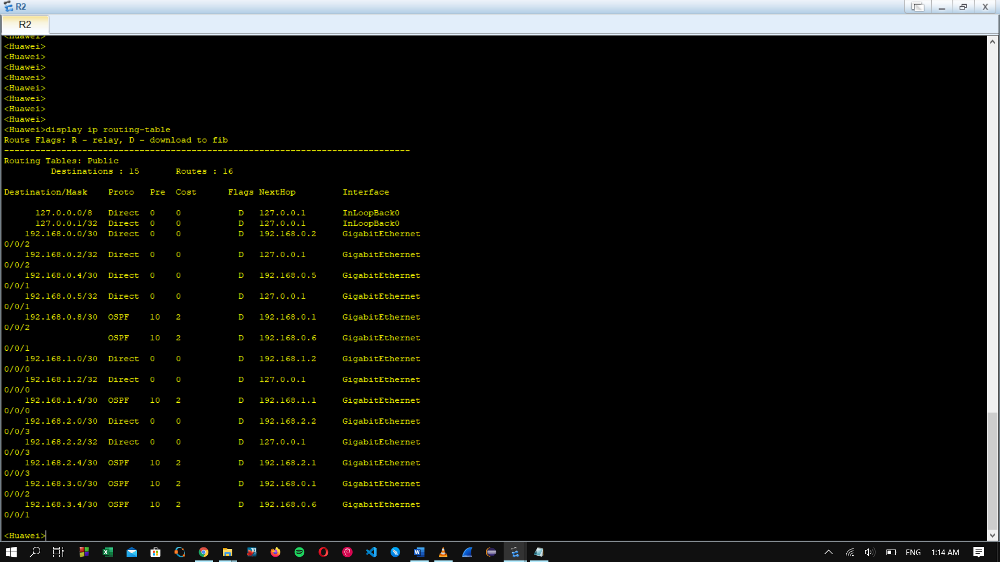 R2
R2
<Huawei>
<Huawei>
<Huawei>
<Huawei>
<Huawei>
<Huawei>
<Huawei>
<Huawei>
<Huawei>
<Huawei>display ip routing-table
Route Flags: R - relay, D - download to fib
------------------------------------------------------------------------------
Routing Tables: Public
         Destinations : 15       Routes : 16

Destination/Mask    Proto   Pre  Cost      Flags NextHop         Interface

      127.0.0.0/8   Direct  0    0           D   127.0.0.1       InLoopBack0
      127.0.0.1/32  Direct  0    0           D   127.0.0.1       InLoopBack0
    192.168.0.0/30  Direct  0    0           D   192.168.0.2     GigabitEthernet
0/0/2
    192.168.0.2/32  Direct  0    0           D   127.0.0.1       GigabitEthernet
0/0/2
    192.168.0.4/30  Direct  0    0           D   192.168.0.5     GigabitEthernet
0/0/1
    192.168.0.5/32  Direct  0    0           D   127.0.0.1       GigabitEthernet
0/0/1
    192.168.0.8/30  OSPF    10   2           D   192.168.0.1     GigabitEthernet
0/0/2
                    OSPF    10   2           D   192.168.0.6     GigabitEthernet
0/0/1
    192.168.1.0/30  Direct  0    0           D   192.168.1.2     GigabitEthernet
0/0/0
    192.168.1.2/32  Direct  0    0           D   127.0.0.1       GigabitEthernet
0/0/0
    192.168.1.4/30  OSPF    10   2           D   192.168.1.1     GigabitEthernet
0/0/0
    192.168.2.0/30  Direct  0    0           D   192.168.2.2     GigabitEthernet
0/0/3
    192.168.2.2/32  Direct  0    0           D   127.0.0.1       GigabitEthernet
0/0/3
    192.168.2.4/30  OSPF    10   2           D   192.168.2.1     GigabitEthernet
0/0/3
    192.168.3.0/30  OSPF    10   2           D   192.168.0.1     GigabitEthernet
0/0/2
    192.168.3.4/30  OSPF    10   2           D   192.168.0.6     GigabitEthernet
0/0/1

<Huawei>
ENG 1:14 AM